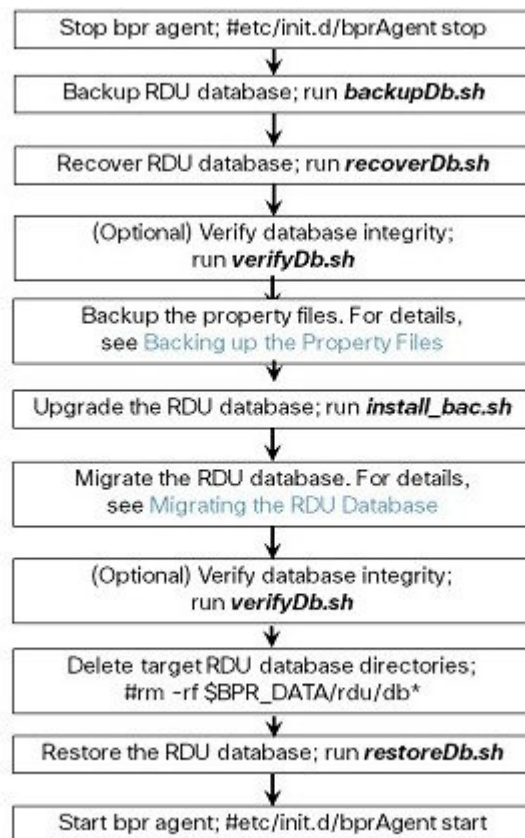 Stop bpr agent; #etc/init.d/bprAgent stop
Backup RDU database; run backupDb.sh
Recover RDU database; run recoverDb.sh
(Optional) Verify database integrity;
run verifyDb.sh
Backup the property files. For details,
see Backing up the Property Files
Upgrade the RDU database; run install_bac.sh
Migrate the RDU database. For details,
see Migrating the RDU Database
(Optional) Verify database integrity;
run verifyDb.sh
Delete target RDU database directories;
#rm -rf $BPR_DATA/rdu/db*
Restore the RDU database; run restoreDb.sh
Start bpr agent; #etc/init.d/bprAgent start